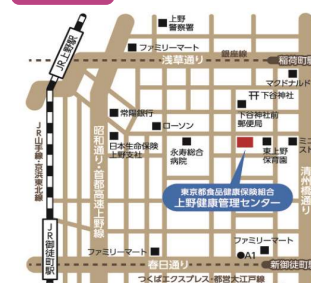 上野
警察署
JR上野駅
ファミリーマート
銀座線
浅草通り
稲荷町駅
マクドナルド
下谷神社
下谷神社前
郵便局
常陽銀行
ローソン
日本生命保険
上野支社
永寿総合
病院
東上野
保育園
ミニ
スト
JR山手線・京浜東北線
昭和通り・首都高速上野線
清洲橋通り
東京都食品健康保険組合
上野健康管理センター
JR御徒町駅
ファミリーマート
ファミリーマート
A1
春日通り
新御徒町駅
つくばエクスプレス・都営大江戸線